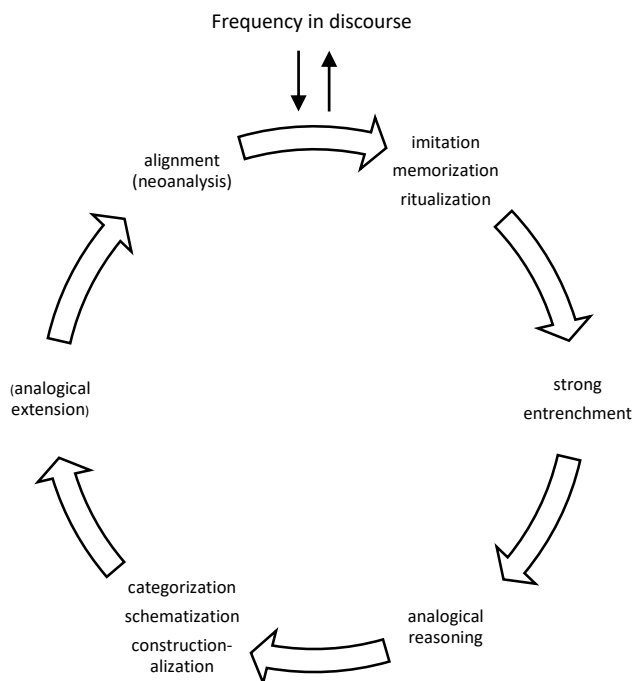 Frequency in discourse
alignment
(neoanalysis)
imitation
memorization
ritualization
strong
entrenchment
analogical
reasoning
categorization
schematization
construction-
alization
(analogical
extension)